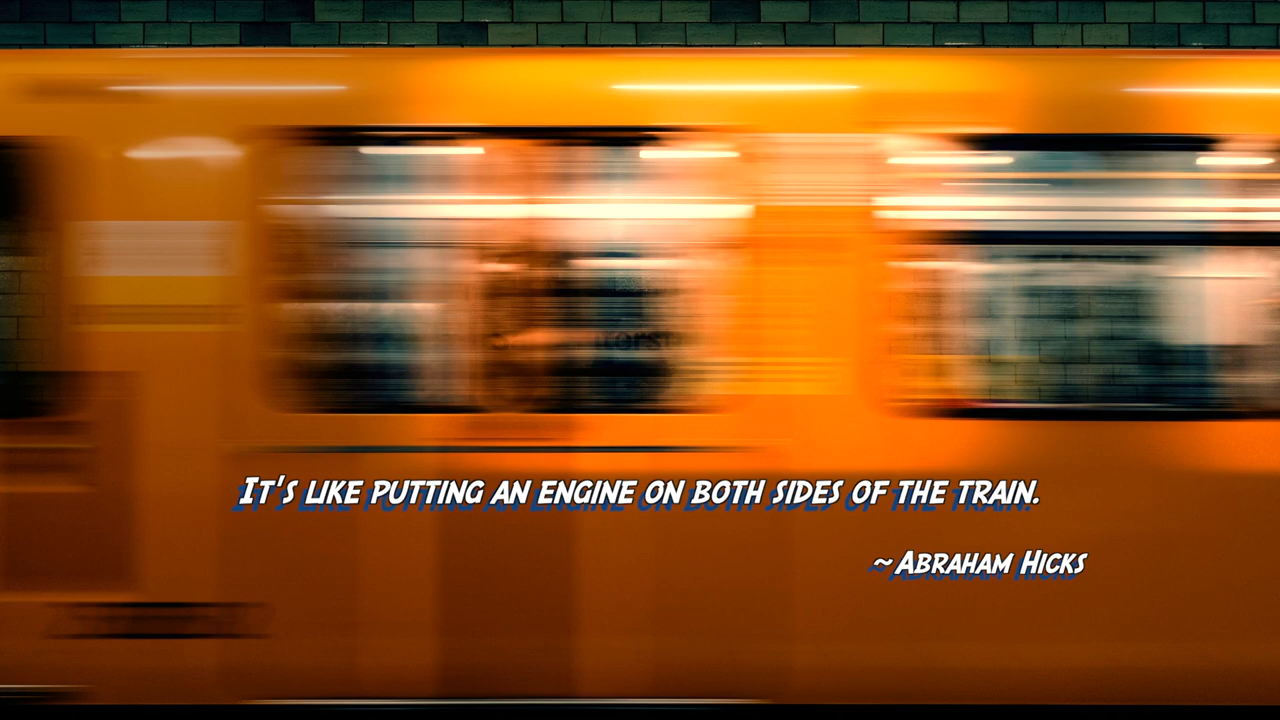 It's like putting an engine on both sides of the train.
~Abraham Hicks